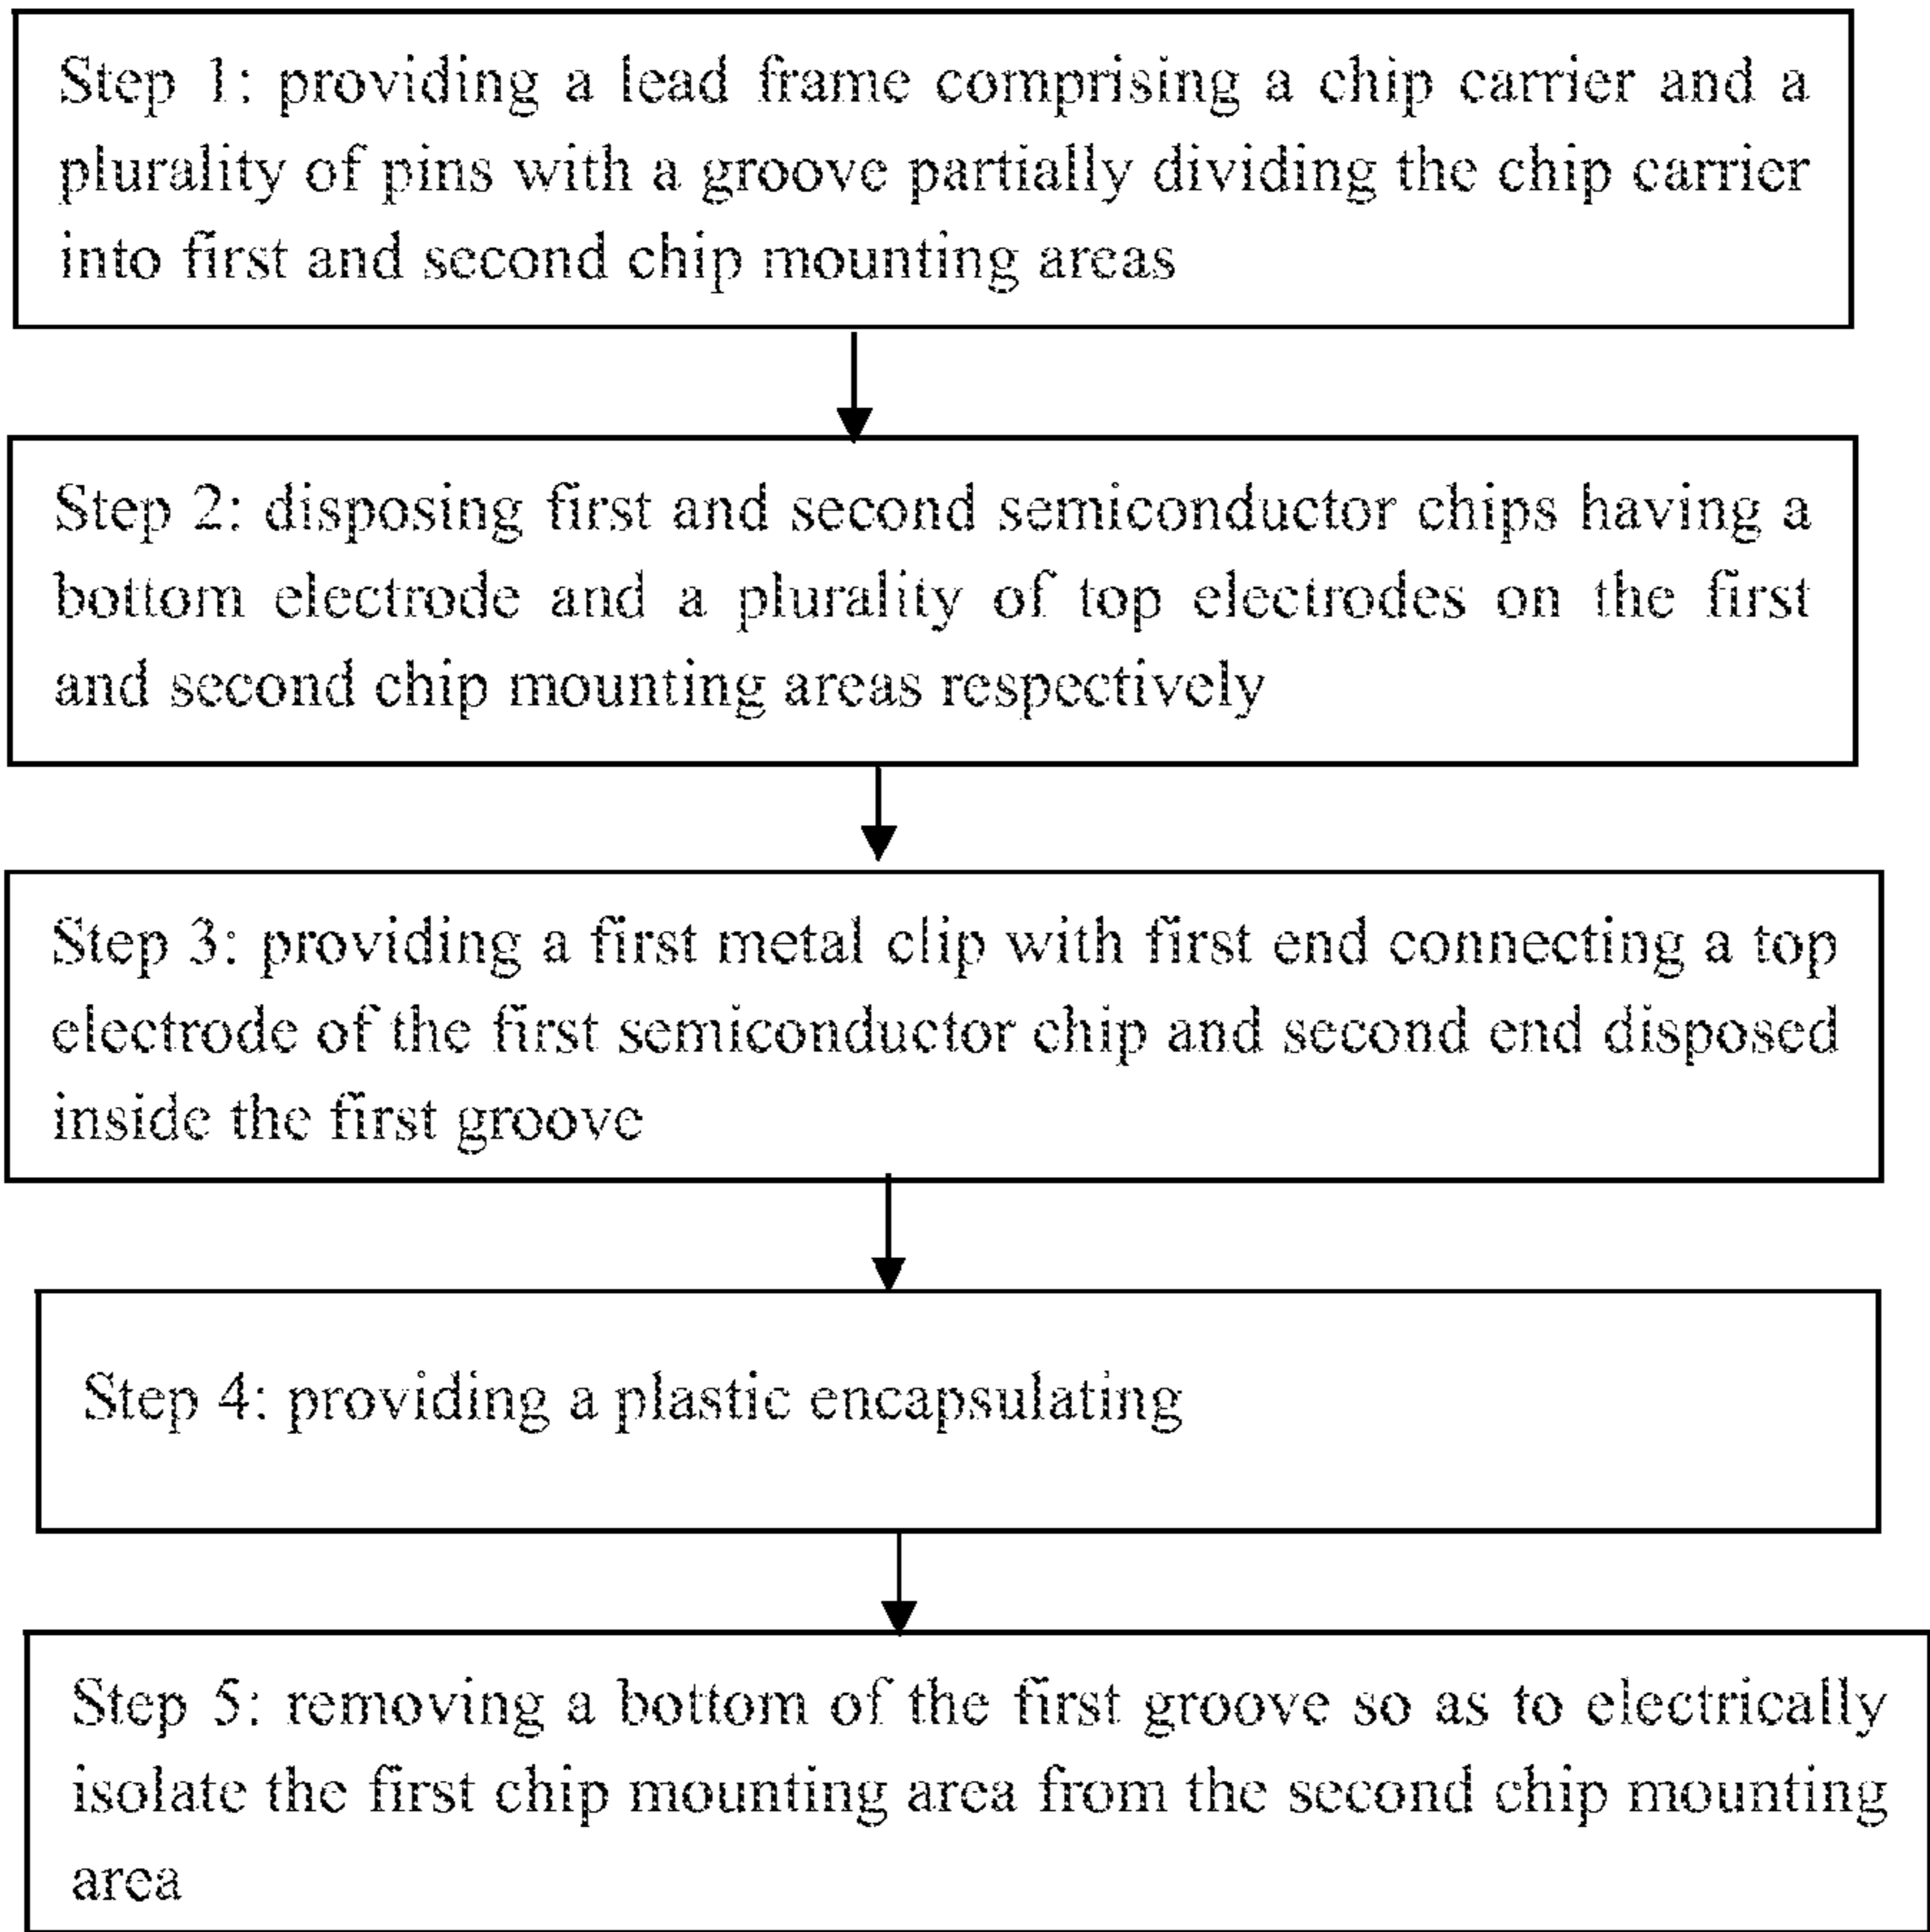 Step 1: providing a lead frame comprising a chip carrier and a
plurality of pins with a groove partially dividing the chip carrier
into first and second chip mounting areas
Step 2: disposing first and second semiconductor chips having a
bottom electrode and a plurality of top electrodes on the first
and second chip mounting areas respectively
Step 3: providing a first metal clip with first end connecting a top
electrode of the first semiconductor chip and second end disposed
inside the first groove
Step 4: providing a plastic encapsulating
Step 5: removing a bottom of the first groove so as to electrically
isolate the first chip mounting area from the second chip mounting
area